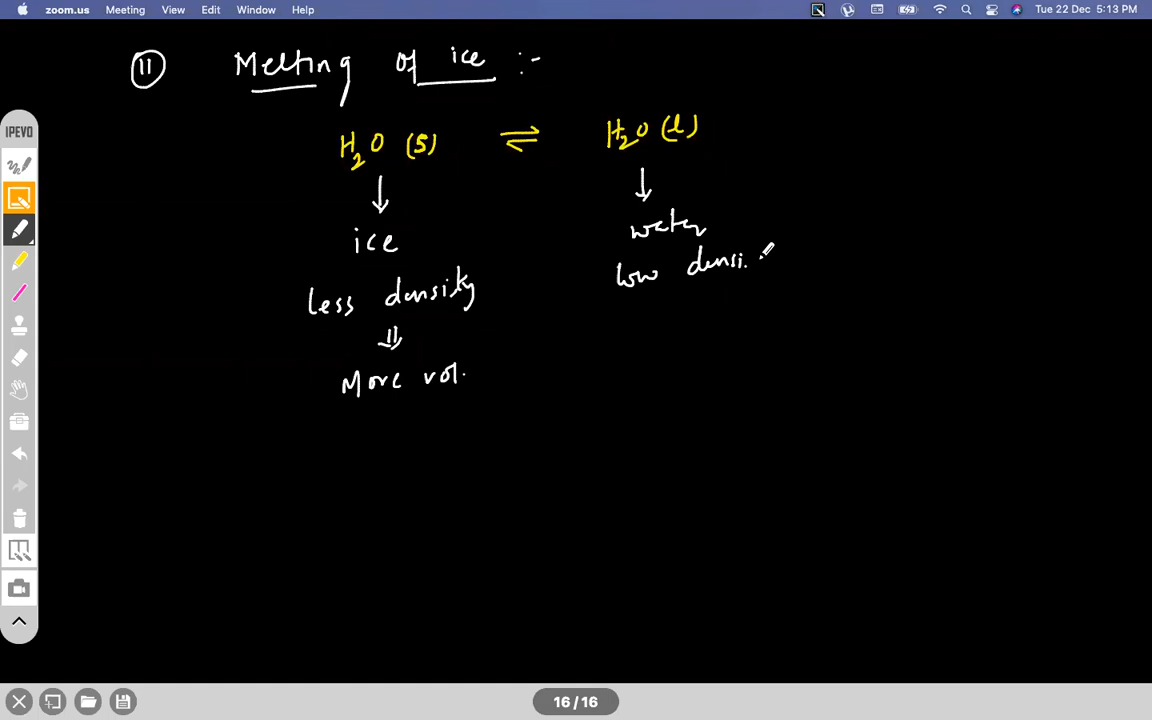 zoom.us Meeting View Edit Window Help Tue 22 Dec 5:13 PM
11 Melting of ice :-
IPEVO
H2O (s) ⇌ H2O (l)
↓ ↓
ice water
less density low densi.
⇓
More vol.
16/16